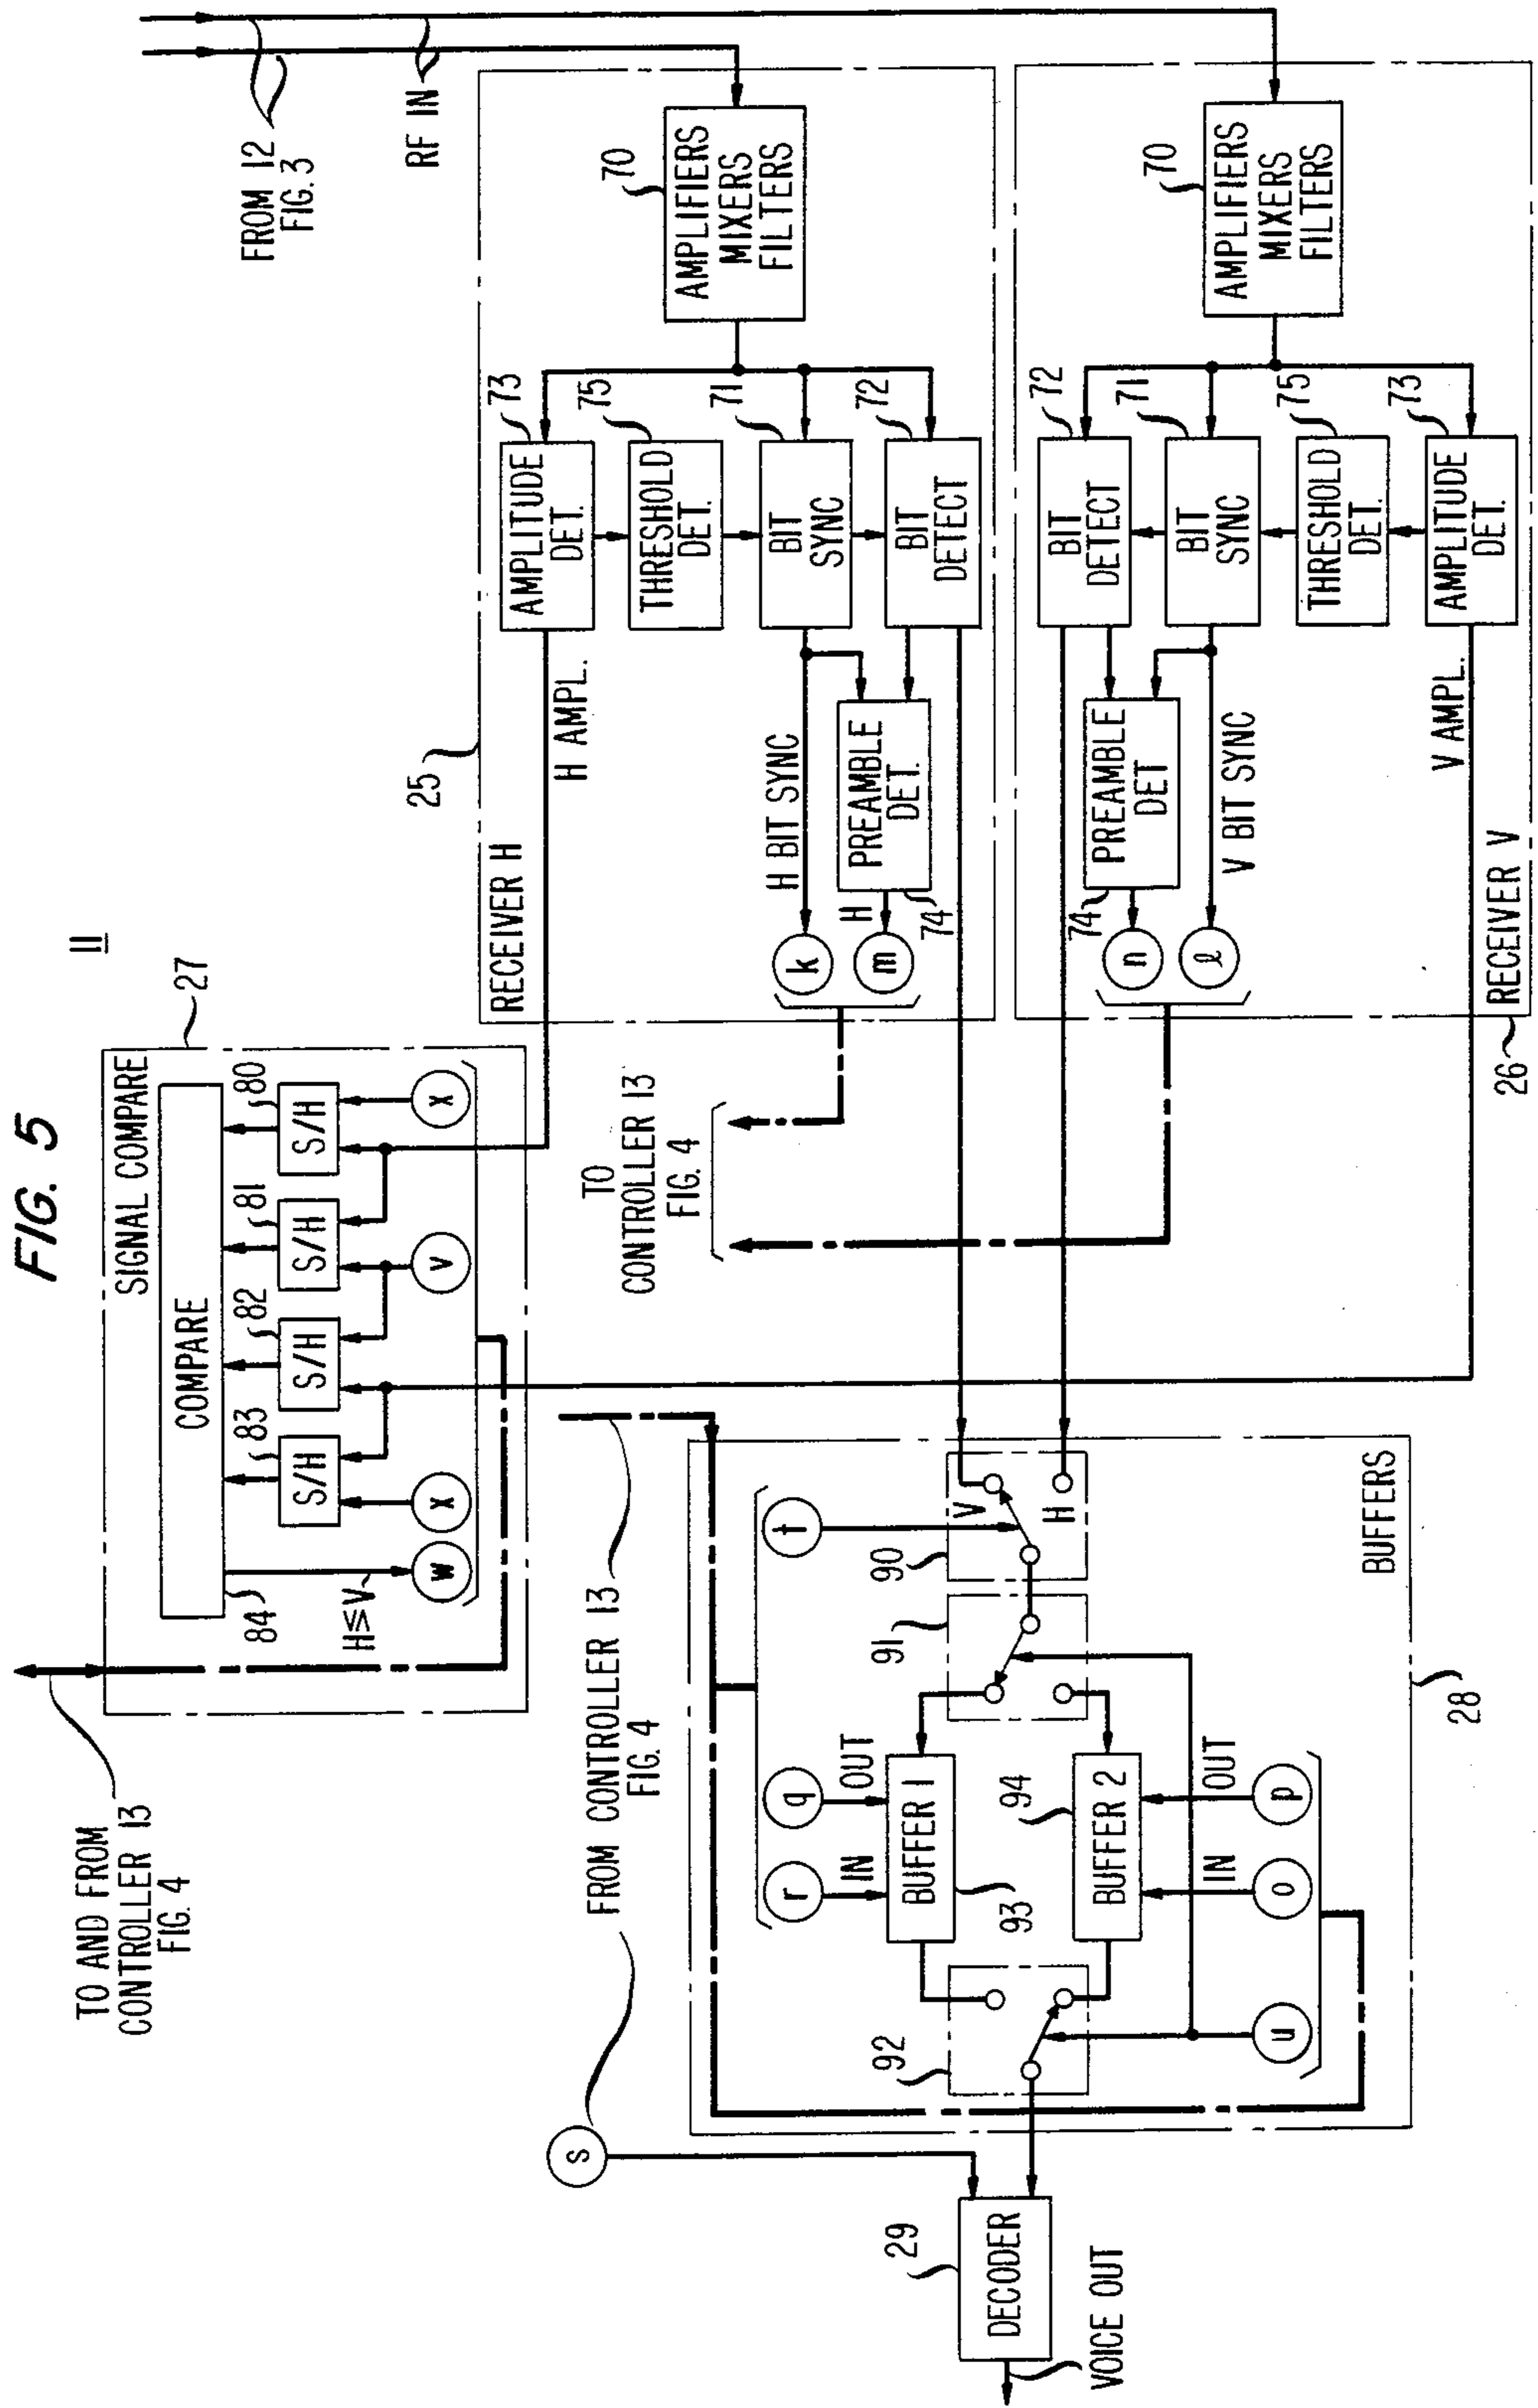 FIG. 5
11
TO AND FROM
CONTROLLER 13
FIG. 4
SIGNAL COMPARE
27
COMPARE
84
H≤V
83
82
81
80
S/H
S/H
S/H
S/H
w
x
v
x
FROM 12
FIG. 3
RF IN
25
RECEIVER H
H AMPL.
AMPLITUDE
DET.
73
THRESHOLD
DET.
75
BIT
SYNC
71
BIT
DETECT
72
AMPLIFIERS
MIXERS
FILTERS
70
H BIT SYNC
k
H
m
PREAMBLE
DET.
74
TO
CONTROLLER 13
FIG. 4
BIT
DETECT
72
BIT
SYNC
71
THRESHOLD
DET.
75
AMPLITUDE
DET.
73
AMPLIFIERS
MIXERS
FILTERS
70
PREAMBLE
DET
74
n
l
V BIT SYNC
V AMPL.
RECEIVER V
26
FROM CONTROLLER 13
FIG. 4
s
r
IN
q
OUT
t
BUFFER 1
93
91
90
V
H
92
BUFFER 2
94
IN
OUT
u
o
p
BUFFERS
28
29
DECODER
VOICE OUT